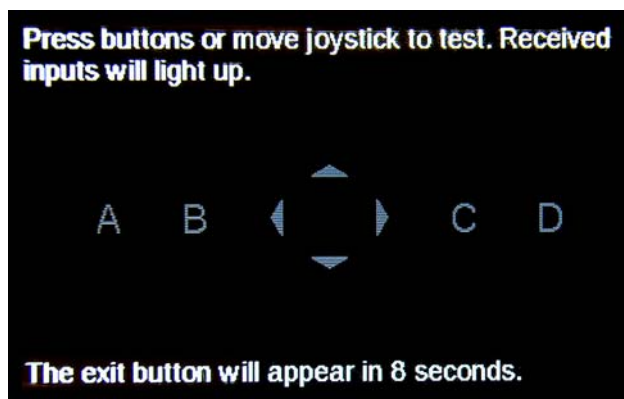 Press buttons or move joystick to test. Received
inputs will light up.
A B C D
The exit button will appear in 8 seconds.